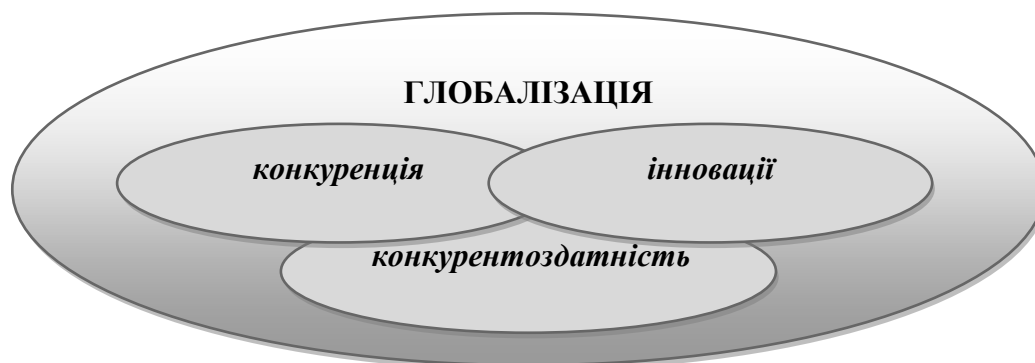 ГЛОБАЛІЗАЦІЯ
конкуренція інновації
конкурентоздатність